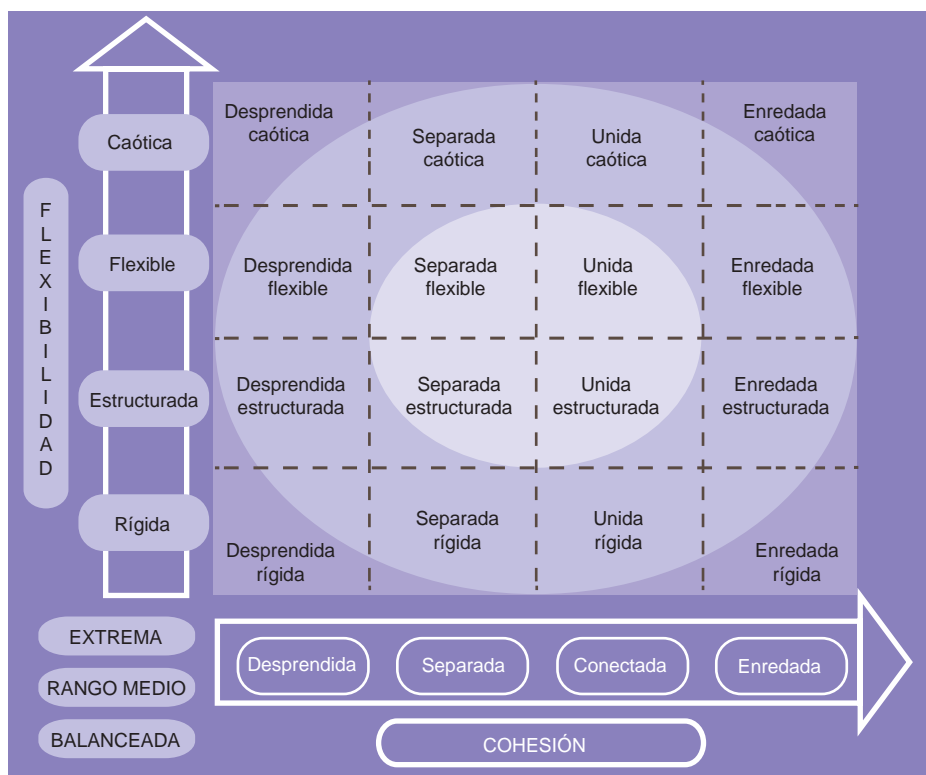 FLEXIBILIDAD
Caótica
Desprendida
caótica
Separada
caótica
Unida
caótica
Enredada
caótica
Flexible
Desprendida
flexible
Separada
flexible
Unida
flexible
Enredada
flexible
Estructurada
Desprendida
estructurada
Separada
estructurada
Unida
estructurada
Enredada
estructurada
Rígida
Desprendida
rígida
Separada
rígida
Unida
rígida
Enredada
rígida
EXTREMA
RANGO MEDIO
BALANCEADA
Desprendida
Separada
Conectada
Enredada
COHESIÓN